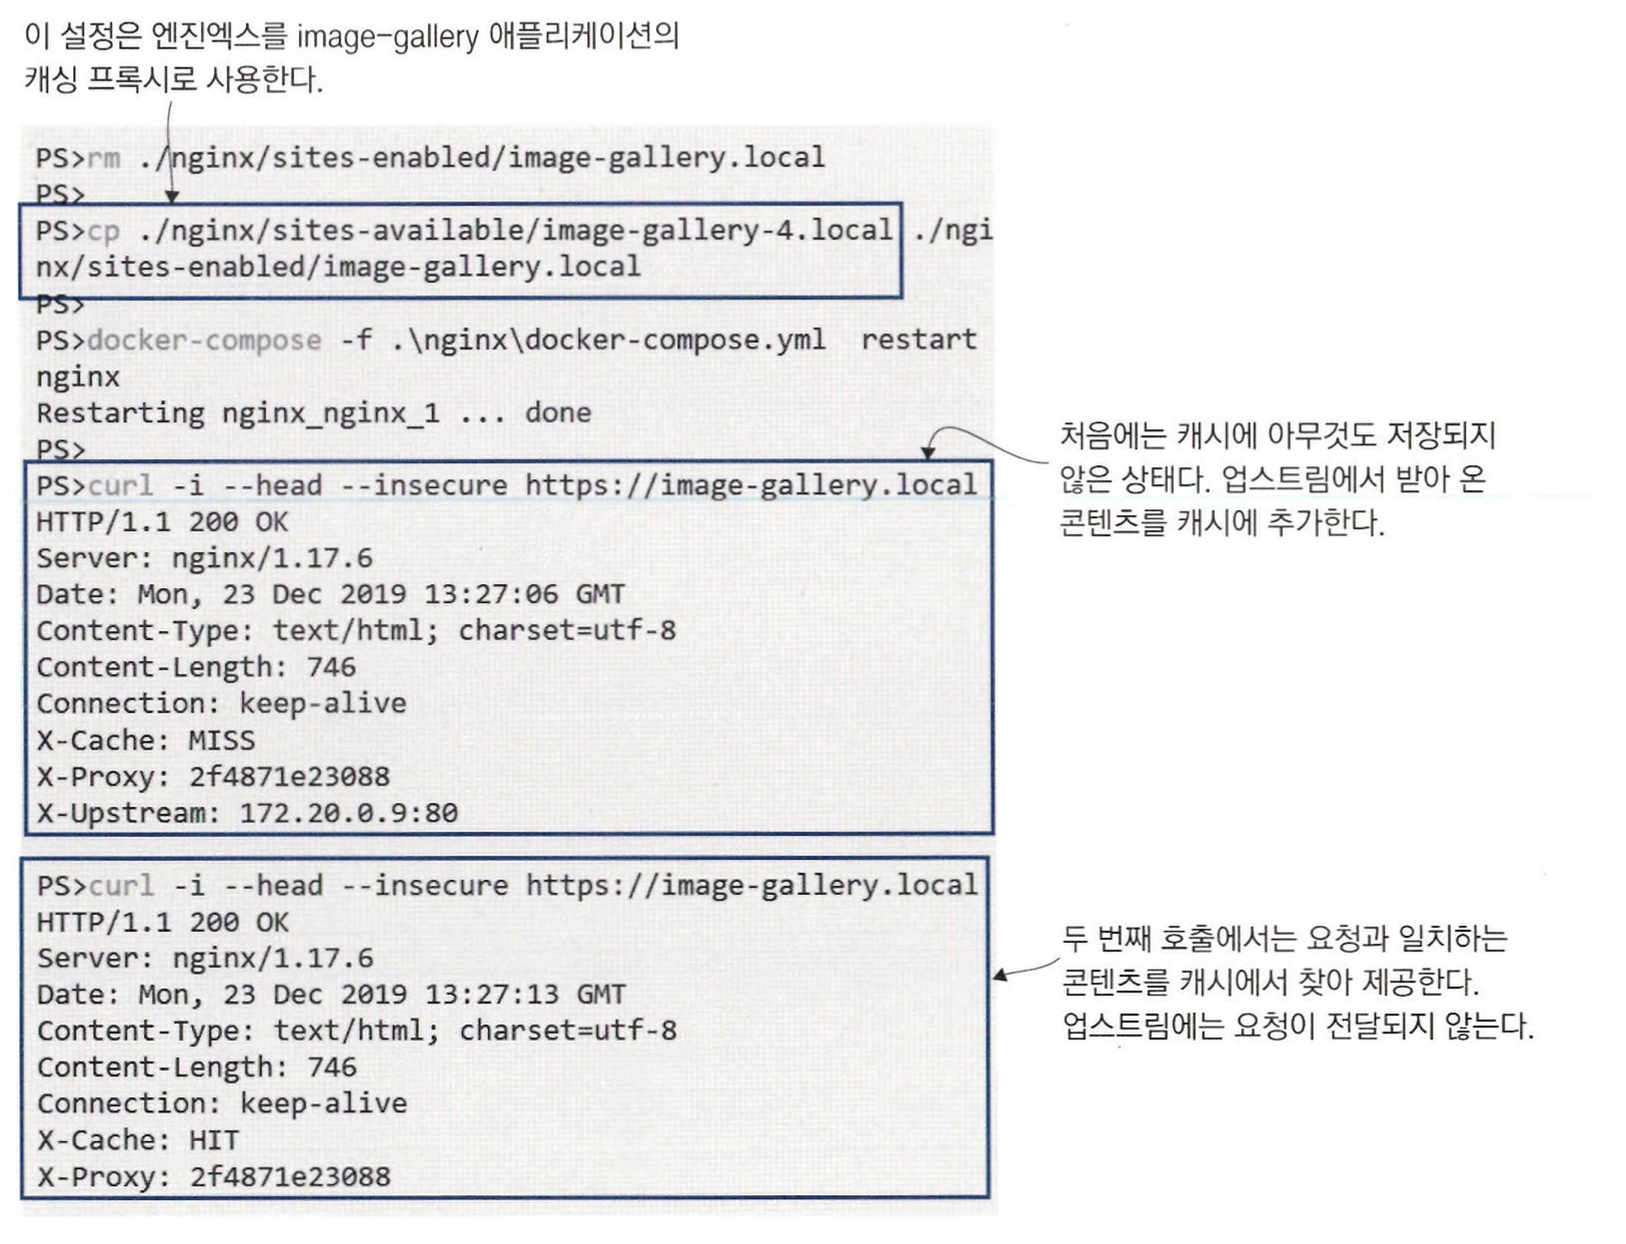 이 설정은 엔진엑스를 image-gallery 애플리케이션의
캐싱 프록시로 사용한다.
PS>rm ./nginx/sites-enabled/image-gallery.local
PS>
PS>cp ./nginx/sites-available/image-gallery-4.local ./ngi
nx/sites-enabled/image-gallery.local
PS>
PS>docker-compose -f .\nginx\docker-compose.yml  restart
nginx
Restarting nginx_nginx_1 ... done
PS>
처음에는 캐시에 아무것도 저장되지
않은 상태다. 업스트림에서 받아 온
콘텐츠를 캐시에 추가한다.
PS>curl -i --head --insecure https://image-gallery.local
HTTP/1.1 200 OK
Server: nginx/1.17.6
Date: Mon, 23 Dec 2019 13:27:06 GMT
Content-Type: text/html; charset=utf-8
Content-Length: 746
Connection: keep-alive
X-Cache: MISS
X-Proxy: 2f4871e23088
X-Upstream: 172.20.0.9:80
PS>curl -i --head --insecure https://image-gallery.local
HTTP/1.1 200 OK
Server: nginx/1.17.6
Date: Mon, 23 Dec 2019 13:27:13 GMT
Content-Type: text/html; charset=utf-8
Content-Length: 746
Connection: keep-alive
X-Cache: HIT
X-Proxy: 2f4871e23088
두 번째 호출에서는 요청과 일치하는
콘텐츠를 캐시에서 찾아 제공한다.
업스트림에는 요청이 전달되지 않는다.